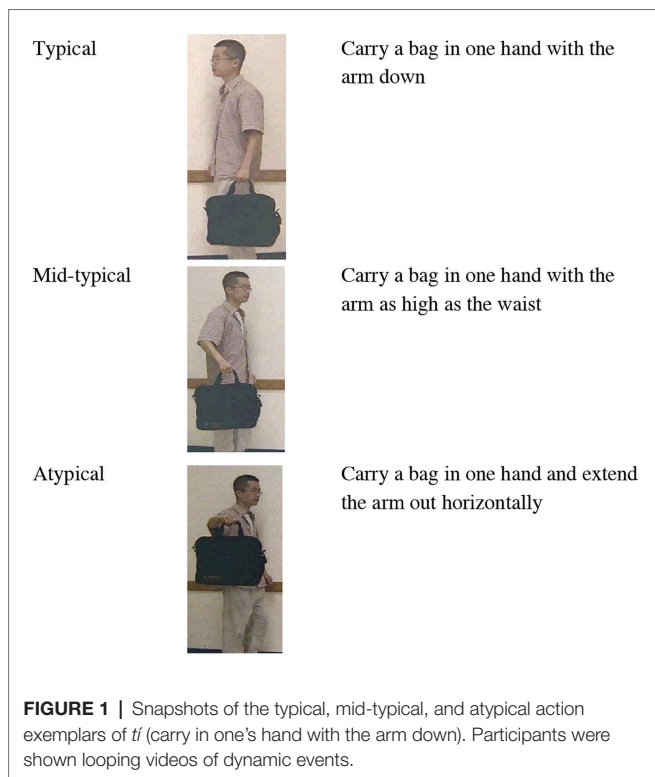 Typical
Carry a bag in one hand with the
arm down
Mid-typical
Carry a bag in one hand with the
arm as high as the waist
Atypical
Carry a bag in one hand and extend
the arm out horizontally
FIGURE 1 | Snapshots of the typical, mid-typical, and atypical action
exemplars of tí (carry in one's hand with the arm down). Participants were
shown looping videos of dynamic events.